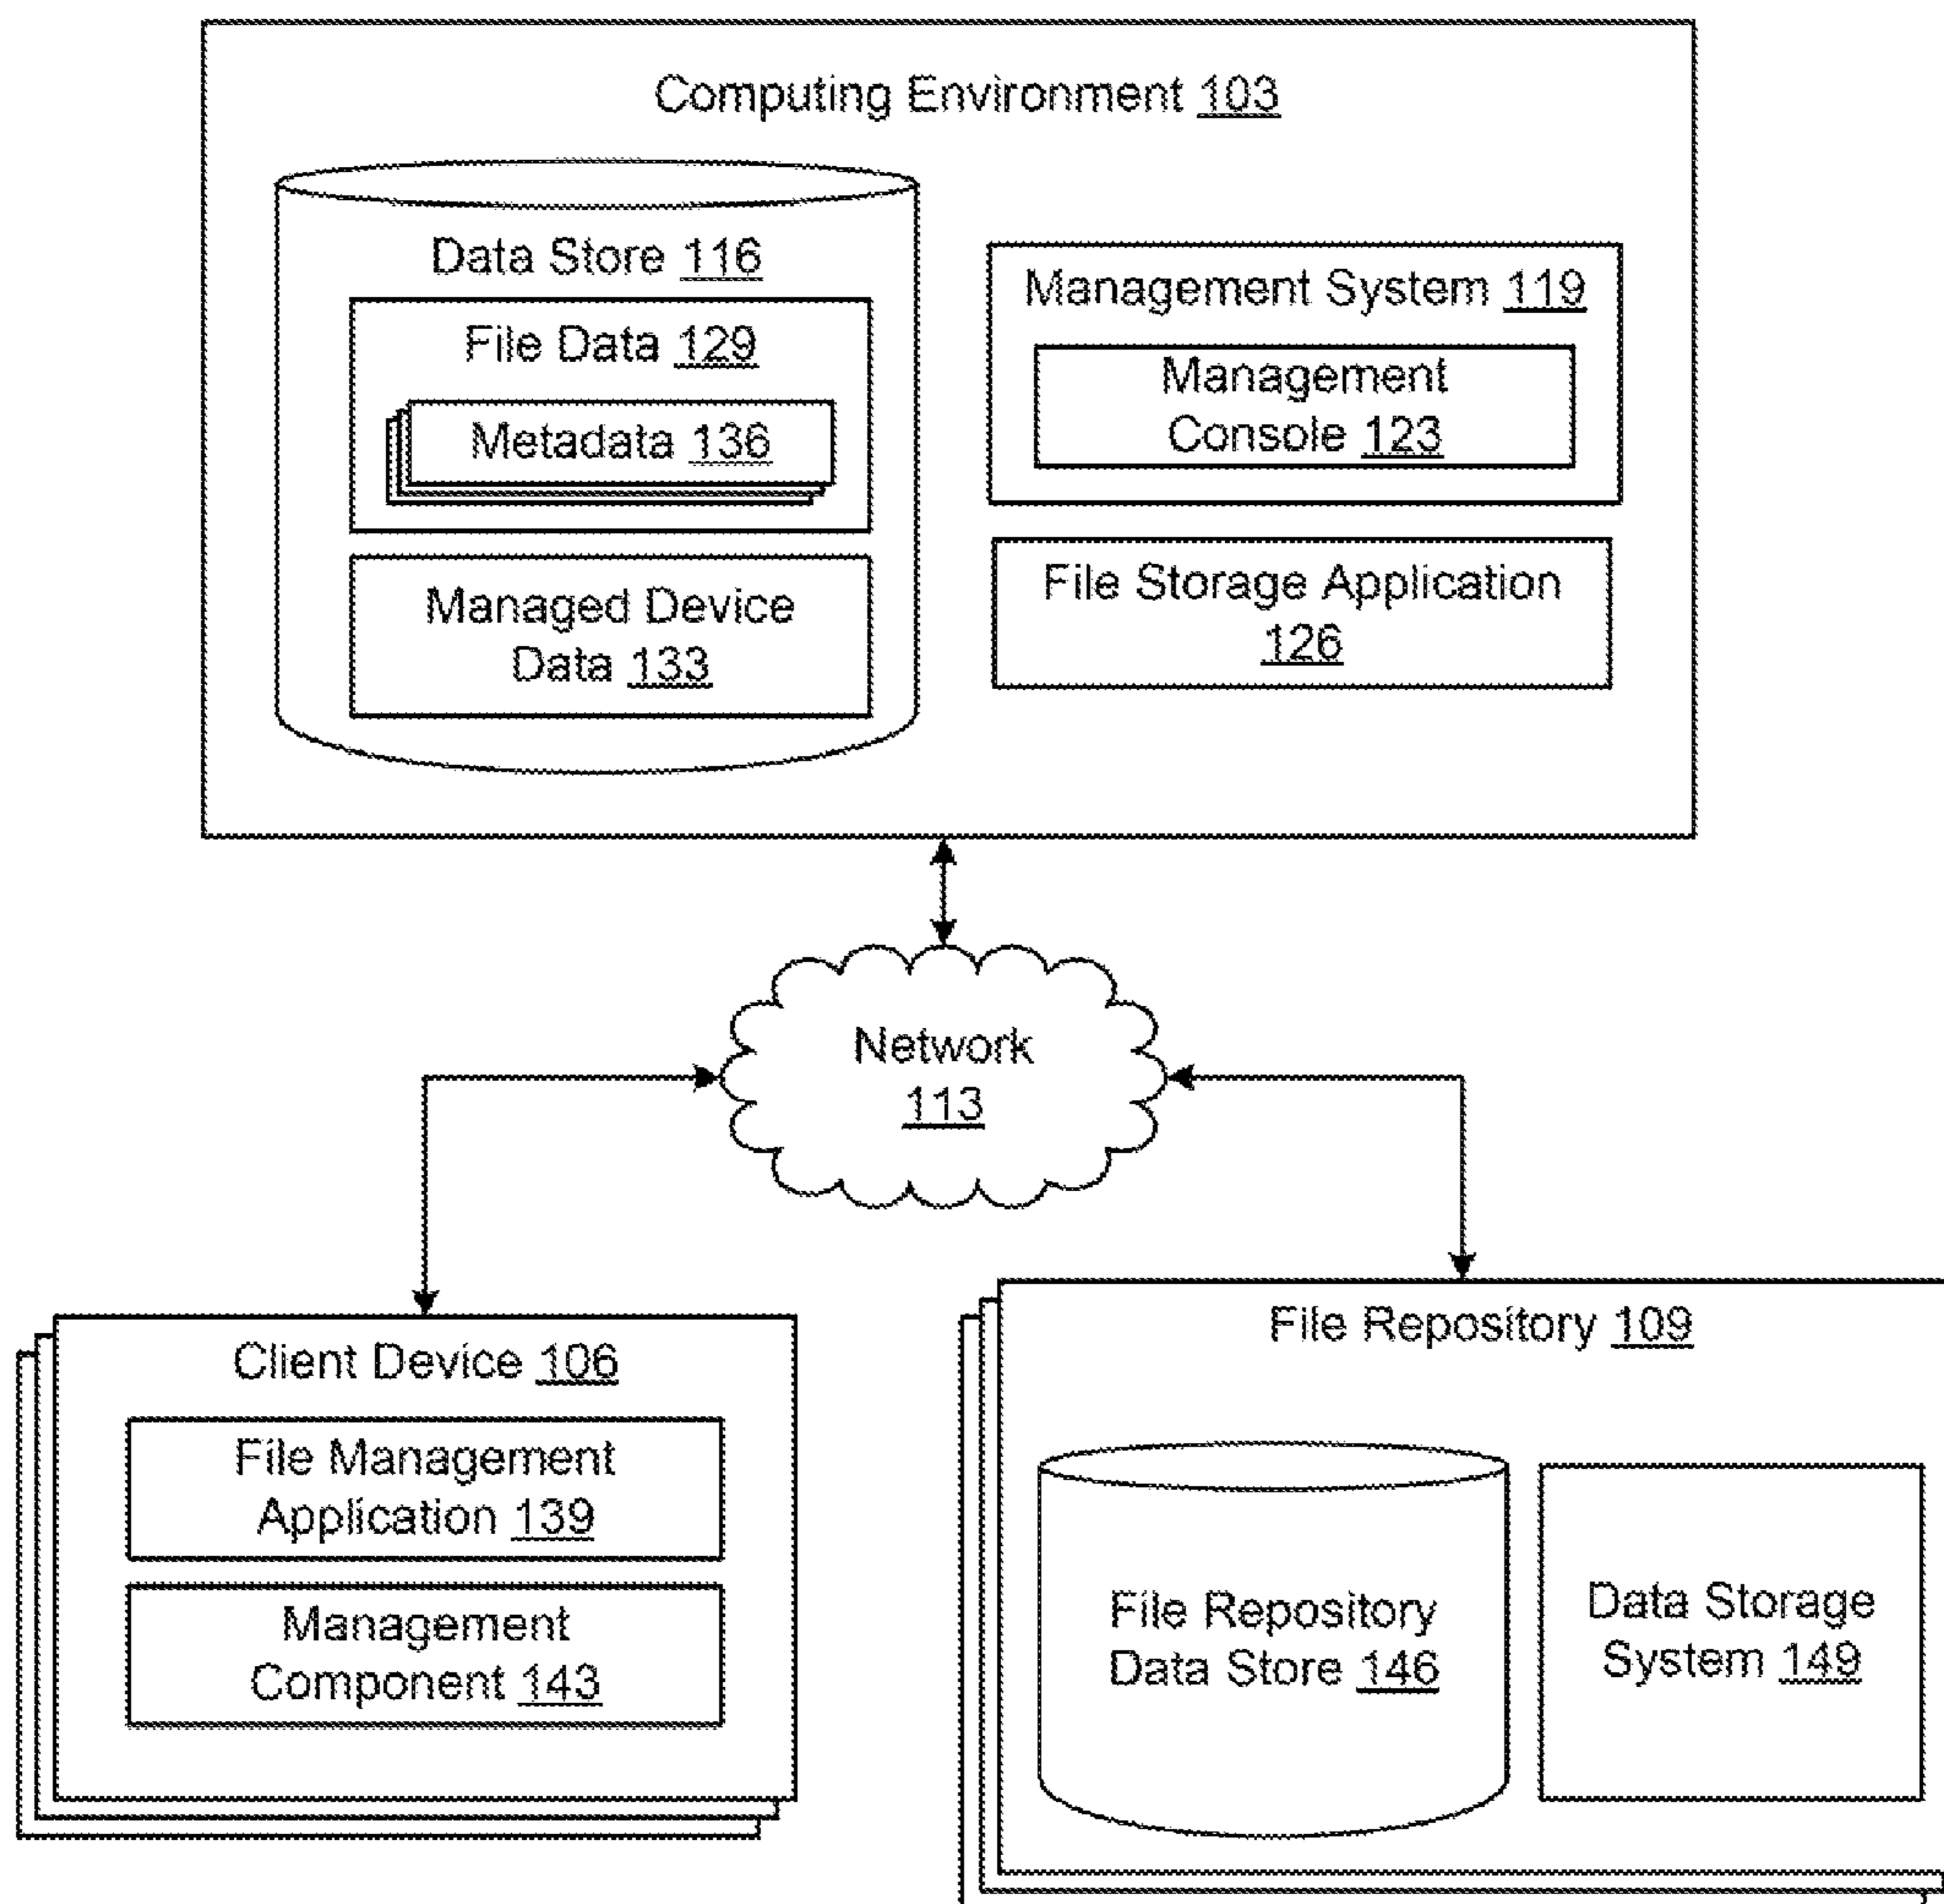 Computing Environment 103
Data Store 116
File Data 129
Metadata 136
Managed Device
Data 133
Management System 119
Management
Console 123
File Storage Application
126
Network
113
Client Device 106
File Management
Application 139
Management
Component 143
File Repository 109
File Repository
Data Store 146
Data Storage
System 149